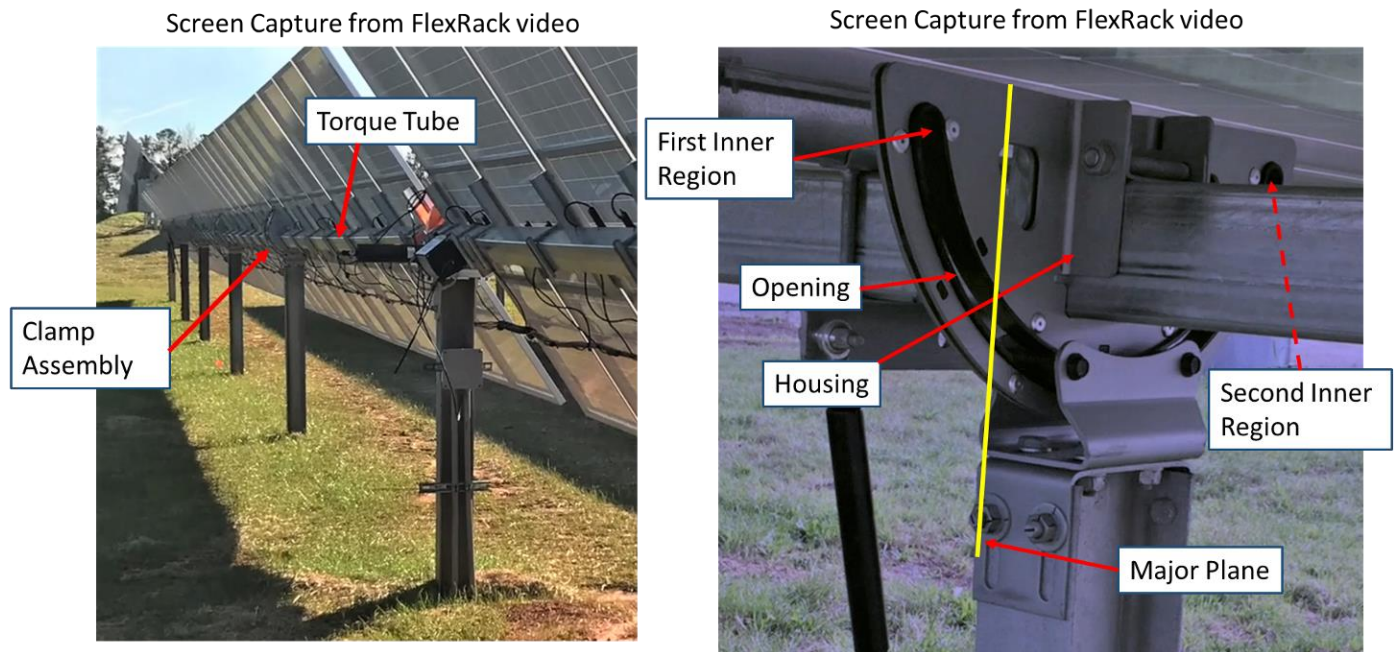 Screen Capture from FlexRack video
Torque Tube
Clamp
Assembly
Screen Capture from FlexRack video
First Inner
Region
Opening
Housing
Second Inner
Region
Major Plane